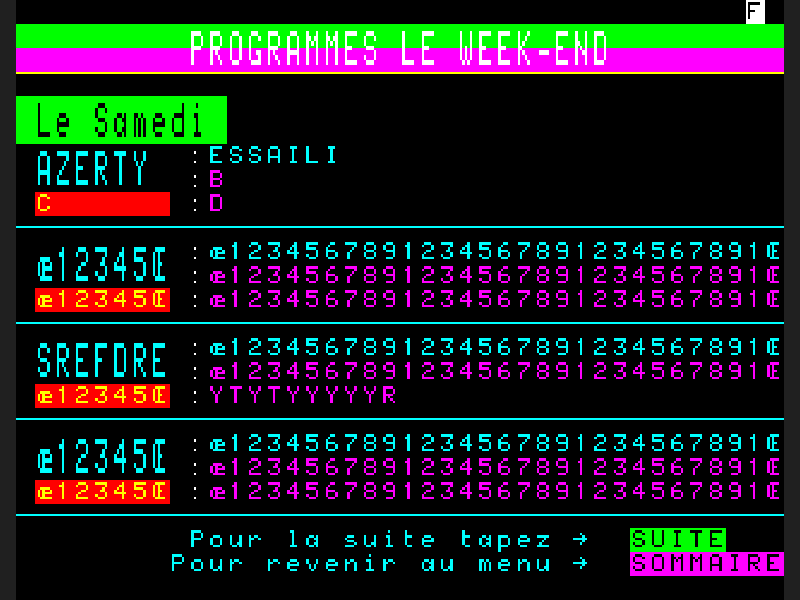 F
PROGRAMMES LE WEEK-END
Le Samedi
AZERTY : ESSAILI
: B
C : D
œ12345Œ : œ1234567891234567891234567891Œ
: œ1234567891234567891234567891Œ
œ12345Œ : œ1234567891234567891234567891Œ
SREFDRE : œ1234567891234567891234567891Œ
: œ1234567891234567891234567891Œ
œ12345Œ : YTYTYYYYYR
œ12345Œ : œ1234567891234567891234567891Œ
: œ1234567891234567891234567891Œ
œ12345Œ : œ1234567891234567891234567891Œ
Pour la suite tapez → SUITE
Pour revenir au menu → SOMMAIRE